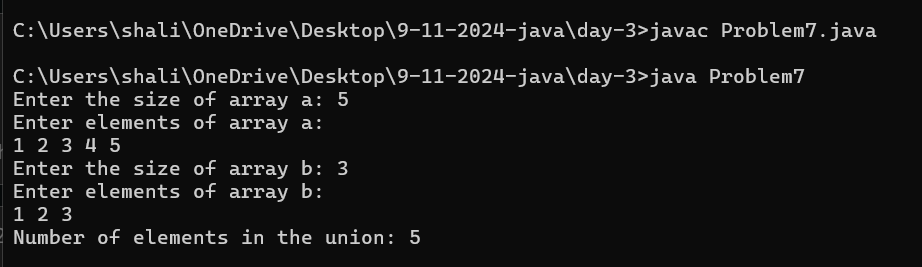 C:\Users\shali\OneDrive\Desktop\9-11-2024-java\day-3>javac Problem7.java
C:\Users\shali\OneDrive\Desktop\9-11-2024-java\day-3>java Problem7
Enter the size of array a: 5
Enter elements of array a:
1 2 3 4 5
Enter the size of array b: 3
Enter elements of array b:
1 2 3
Number of elements in the union: 5